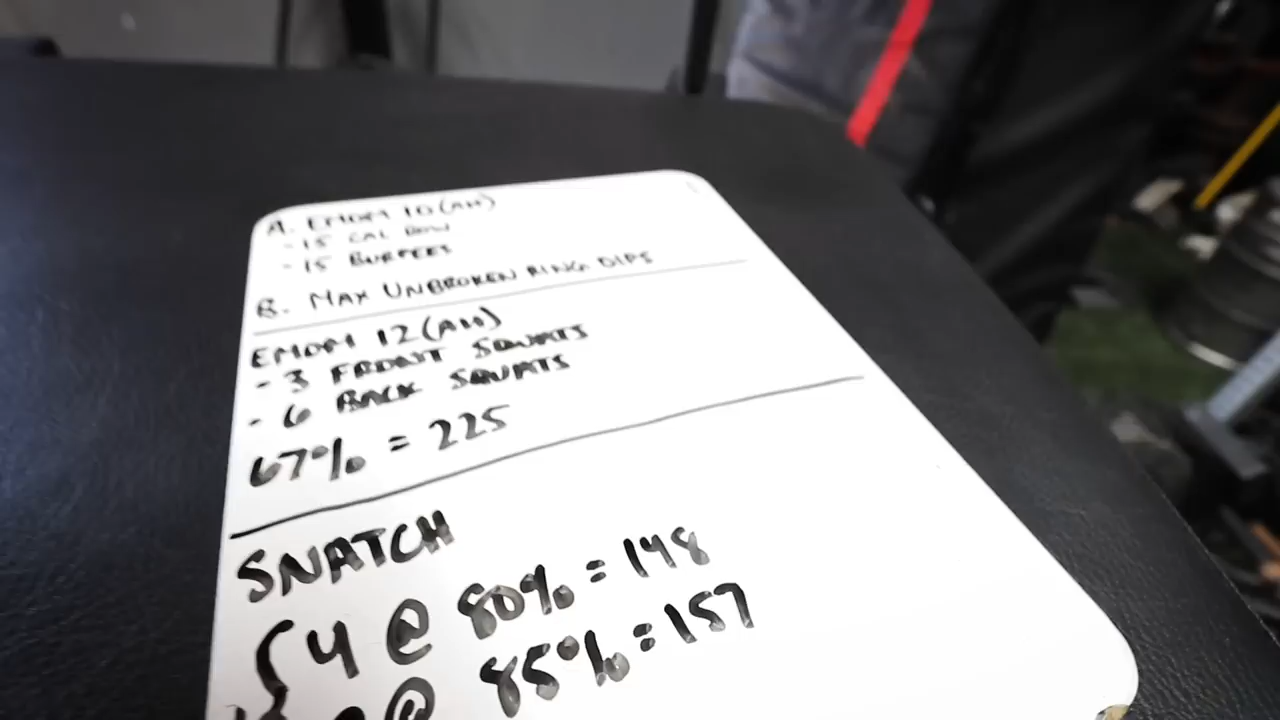 A. EMOM 10 (AM)
- 15 CAL ROW
- 15 BURPEES
B. MAX UNBROKEN RING DIPS
EMOM 12 (AM)
- 3 FRONT SQUATS
- 6 BACK SQUATS
67% = 225
SNATCH
{ 4 @ 80% = 148
@ 85% = 157